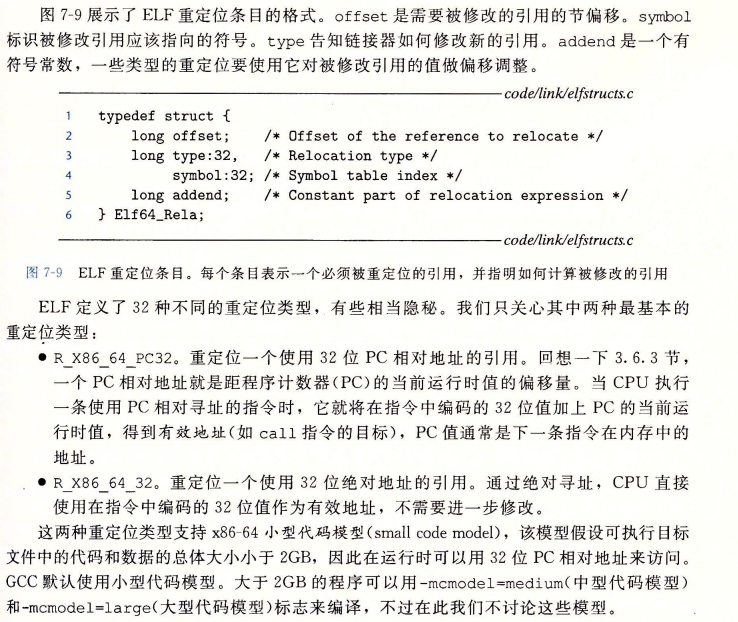 图 7-9 展示了 ELF 重定位条目的格式。offset 是需要被修改的引用的节偏移。symbol
标识被修改引用应该指向的符号。type 告知链接器如何修改新的引用。addend 是一个有
符号常数，一些类型的重定位要使用它对被修改引用的值做偏移调整。
code/link/elfstructs.c
1 typedef struct {
2 long offset; /* Offset of the reference to relocate */
3 long type:32, /* Relocation type */
4 symbol:32; /* Symbol table index */
5 long addend; /* Constant part of relocation expression */
6 } Elf64_Rela;
code/link/elfstructs.c
图 7-9 ELF 重定位条目。每个条目表示一个必须被重定位的引用，并指明如何计算被修改的引用
ELF 定义了 32 种不同的重定位类型，有些相当隐秘。我们只关心其中两种最基本的
重定位类型：
● R_X86_64_PC32。重定位一个使用 32 位 PC 相对地址的引用。回想一下 3.6.3 节，
一个 PC 相对地址就是距程序计数器(PC)的当前运行时值的偏移量。当 CPU 执行
一条使用 PC 相对寻址的指令时，它就将在指令中编码的 32 位值加上 PC 的当前运
行时值，得到有效地址(如 call 指令的目标)，PC 值通常是下一条指令在内存中的
地址。
● R_X86_64_32。重定位一个使用 32 位绝对地址的引用。通过绝对寻址，CPU 直接
使用在指令中编码的 32 位值作为有效地址，不需要进一步修改。
这两种重定位类型支持 x86-64 小型代码模型(small code model)，该模型假设可执行目标
文件中的代码和数据的总体大小小于 2GB，因此在运行时可以用 32 位 PC 相对地址来访问。
GCC 默认使用小型代码模型。大于 2GB 的程序可以用-mcmodel=medium(中型代码模型)
和-mcmodel=large(大型代码模型)标志来编译，不过在此我们不讨论这些模型。